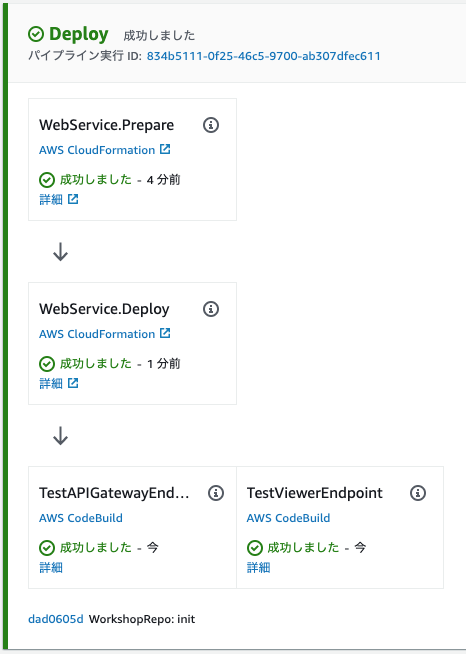 Deploy 成功しました
パイプライン実行 ID: 834b5111-0f25-46c5-9700-ab307dfec611
WebService.Prepare
AWS CloudFormation
成功しました - 4 分前
詳細
WebService.Deploy
AWS CloudFormation
成功しました - 1 分前
詳細
TestAPIGatewayEnd...
AWS CodeBuild
成功しました - 今
詳細
TestViewerEndpoint
AWS CodeBuild
成功しました - 今
詳細
dad0605d WorkshopRepo: init